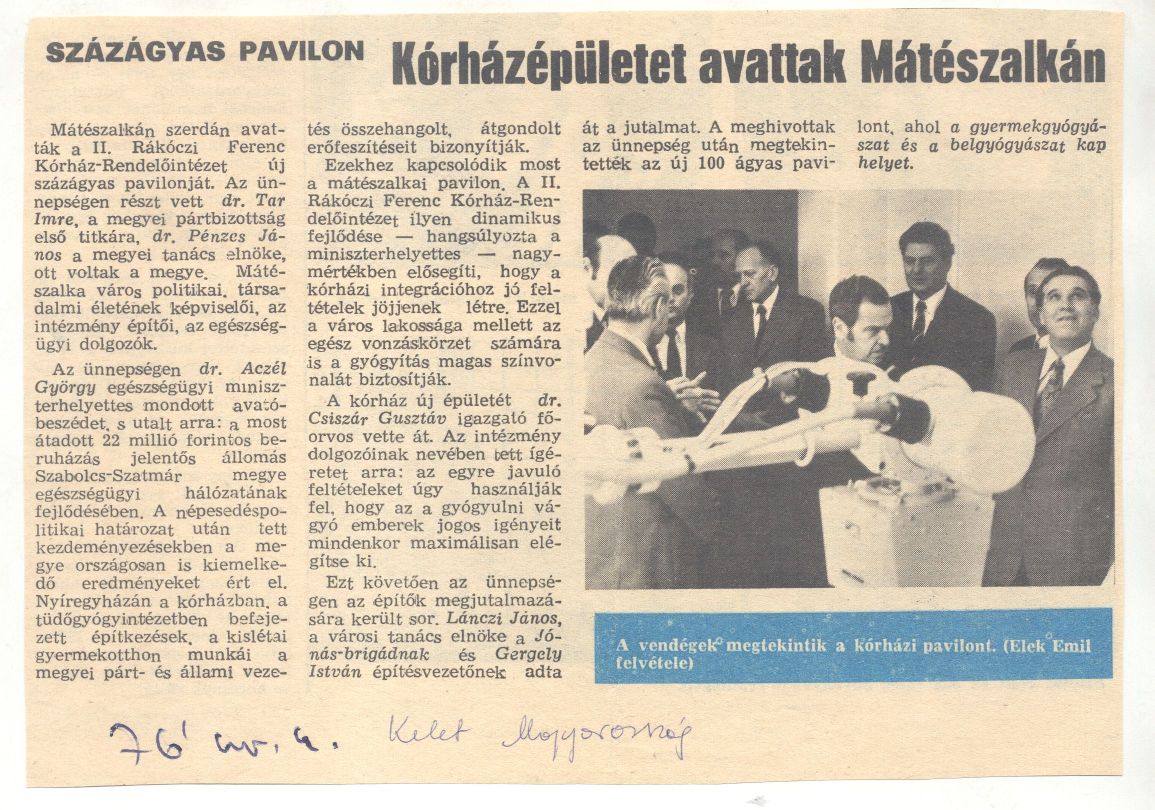 SZÁZÁGYAS PAVILON
Kórházépületet avattak Mátészalkán
Mátészalkán szerdán avat-
ták a II. Rákóczi Ferenc
Kórház-Rendelőintézet új
százágyas pavilonját. Az ün-
nepségen részt vett dr. Tar
Imre, a megyei pártbizottság
első titkára, dr. Pénzes Já-
nos a megyei tanács elnöke,
ott voltak a megye. Máté-
szalka város politikai, társa-
dalmi életének képviselői, az
intézmény építői, az egészség-
ügyi dolgozók.
Az ünnepségen dr. Aczél
György egészségügyi minisz-
terhelyettes mondott avató-
beszédet, s utalt arra: a most
átadott 22 millió forintos be-
ruházás jelentős állomás
Szabolcs-Szatmár megye
egészségügyi hálózatának
fejlődésében. A népesedéspo-
litikai határozat után tett
kezdeményezésekben a me-
gye országosan is kiemelke-
dő eredményeket ért el.
Nyíregyházán a kórházban, a
tüdőgyógyintézetben befeje-
zett építkezések, a kislétai
gyermekotthon munkái a
megyei párt- és állami veze-
tés összehangolt, átgondolt
erőfeszítéseit bizonyítják.
Ezekhez kapcsolódik most
a mátészalkai pavilon. A II.
Rákóczi Ferenc Kórház-Ren-
delőintézet ilyen dinamikus
fejlődése — hangsúlyozta a
miniszterhelyettes — nagy-
mértékben elősegíti, hogy a
kórházi integrációhoz jó fel-
tételek jöjjenek létre. Ezzel
a város lakossága mellett az
egész vonzáskörzet számára
is a gyógyítás magas színvo-
nalát biztosítják.
A kórház új épületét dr.
Csiszár Gusztáv igazgató fő-
orvos vette át. Az intézmény
dolgozóinak nevében tett ígé-
retet arra: az egyre javuló
feltételeket úgy használják
fel, hogy az a gyógyulni vá-
gyó emberek jogos igényeit
mindenkor maximálisan elé-
gítse ki.
Ezt követően az ünnepsé-
gen az építők megjutalmazá-
sára került sor. Lánczi János,
a városi tanács elnöke a Jó-
nás-brigádnak és Gergely
István építésvezetőnek adta
át a jutalmat. A meghivottak
az ünnepség után megtekin-
tették az új 100 ágyas pavi-
lont, ahol a gyermekgyógyá-
szat és a belgyógyászat kap
helyet.
A vendégek megtekintik a kórházi pavilont. (Elek Emil
felvétele)
76 nov. 4. Kelet Magyarország